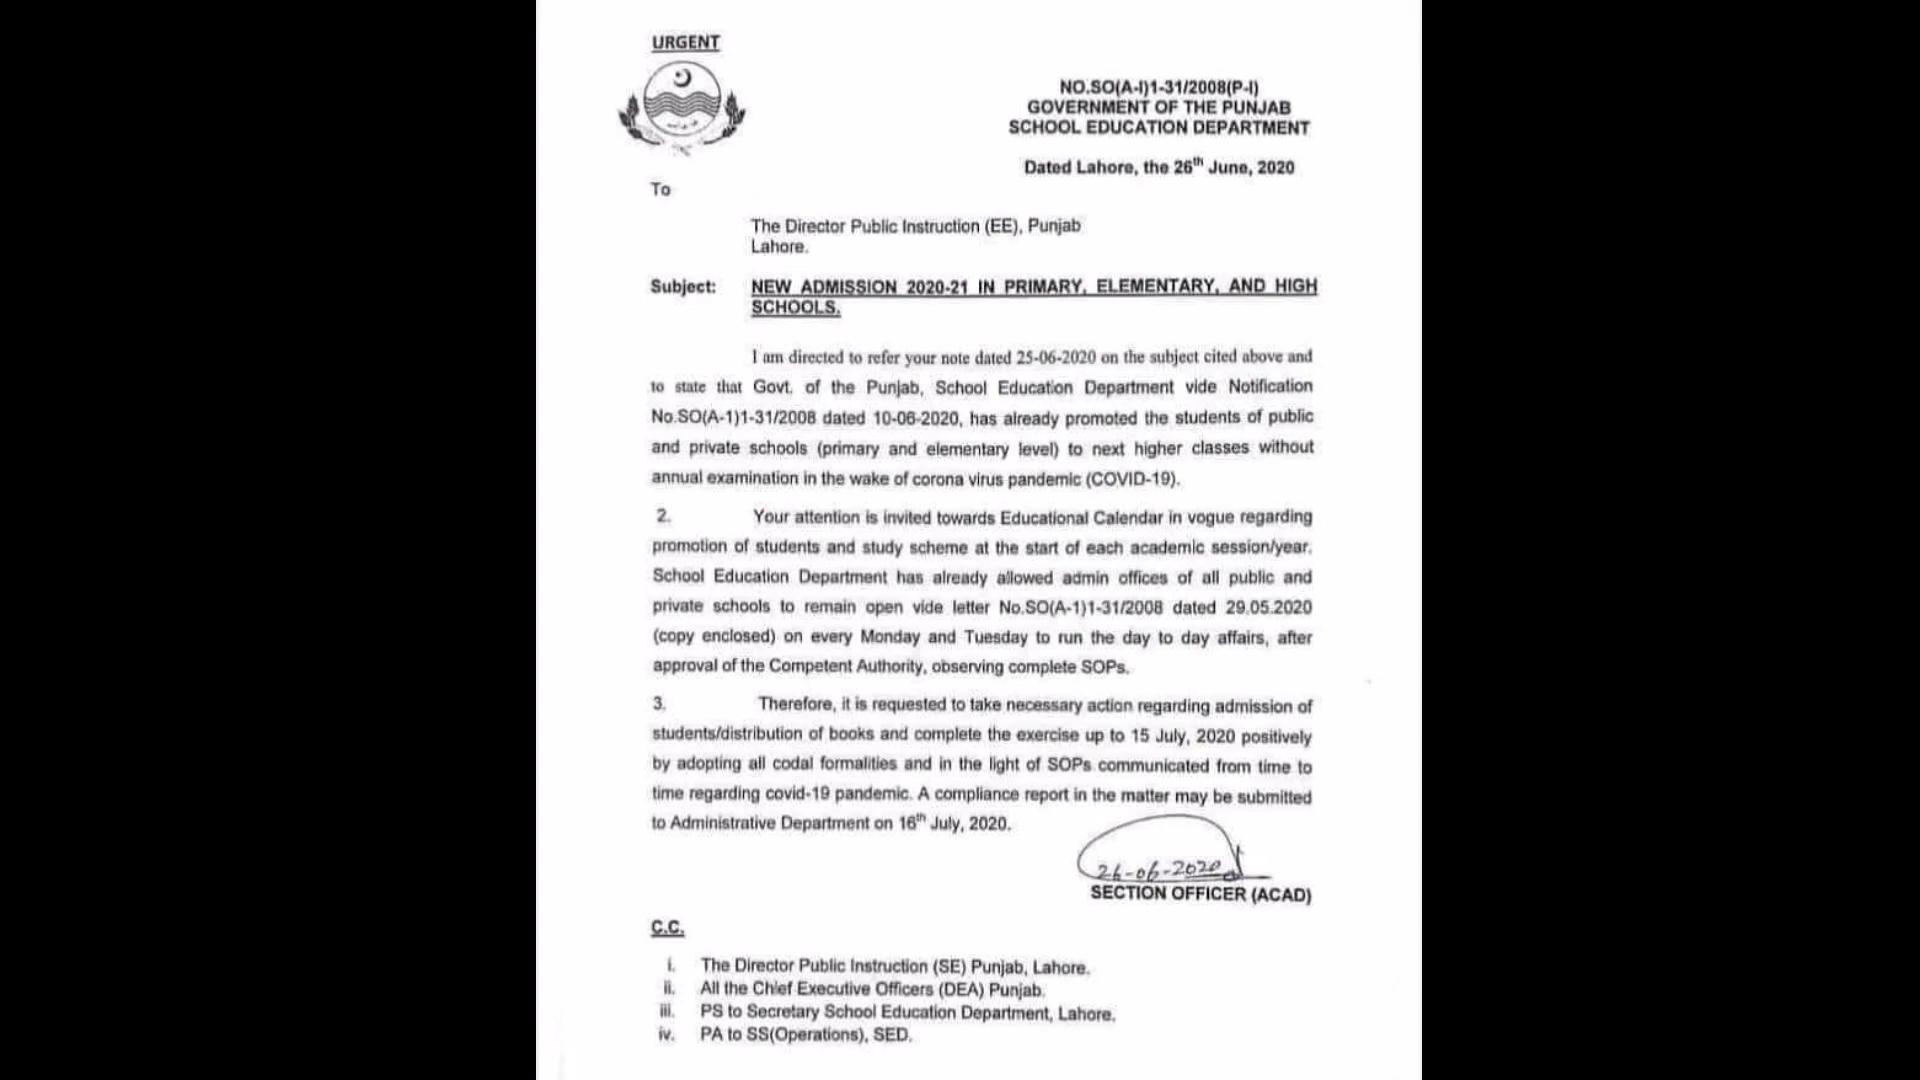 URGENT
NO.SO(A-I)1-31/2008(P-I)
GOVERNMENT OF THE PUNJAB
SCHOOL EDUCATION DEPARTMENT
Dated Lahore, the 26th June, 2020
To
The Director Public Instruction (EE), Punjab
Lahore.
Subject: NEW ADMISSION 2020-21 IN PRIMARY, ELEMENTARY, AND HIGH
SCHOOLS.
I am directed to refer your note dated 25-06-2020 on the subject cited above and
to state that Govt. of the Punjab, School Education Department vide Notification
No.SO(A-1)1-31/2008 dated 10-06-2020, has already promoted the students of public
and private schools (primary and elementary level) to next higher classes without
annual examination in the wake of corona virus pandemic (COVID-19).
2. Your attention is invited towards Educational Calendar in vogue regarding
promotion of students and study scheme at the start of each academic session/year.
School Education Department has already allowed admin offices of all public and
private schools to remain open vide letter No.SO(A-1)1-31/2008 dated 29.05.2020
(copy enclosed) on every Monday and Tuesday to run the day to day affairs, after
approval of the Competent Authority, observing complete SOPs.
3. Therefore, it is requested to take necessary action regarding admission of
students/distribution of books and complete the exercise up to 15 July, 2020 positively
by adopting all codal formalities and in the light of SOPs communicated from time to
time regarding covid-19 pandemic. A compliance report in the matter may be submitted
to Administrative Department on 16th July, 2020.
26-06-2020
SECTION OFFICER (ACAD)
C.C.
i. The Director Public Instruction (SE) Punjab, Lahore.
ii. All the Chief Executive Officers (DEA) Punjab.
iii. PS to Secretary School Education Department, Lahore.
iv. PA to SS(Operations), SED.